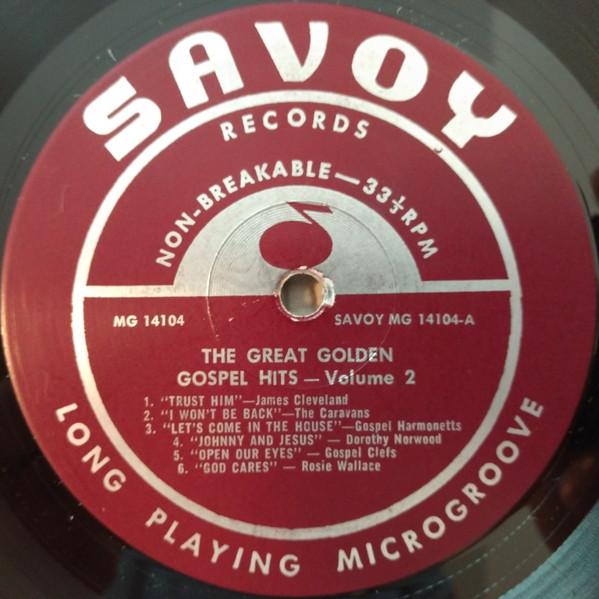 SAVOY
RECORDS
NON-BREAKABLE—33⅓RPM
MG 14104
SAVOY MG 14104-A
THE GREAT GOLDEN
GOSPEL HITS — Volume 2
1. "TRUST HIM"—James Cleveland
2. "I WON'T BE BACK"—The Caravans
3. "LET'S COME IN THE HOUSE"—Gospel Harmonetts
4. "JOHNNY AND JESUS" — Dorothy Norwood
5. "OPEN OUR EYES" — Gospel Clefs
6. "GOD CARES" — Rosie Wallace
LONG PLAYING MICROGROOVE